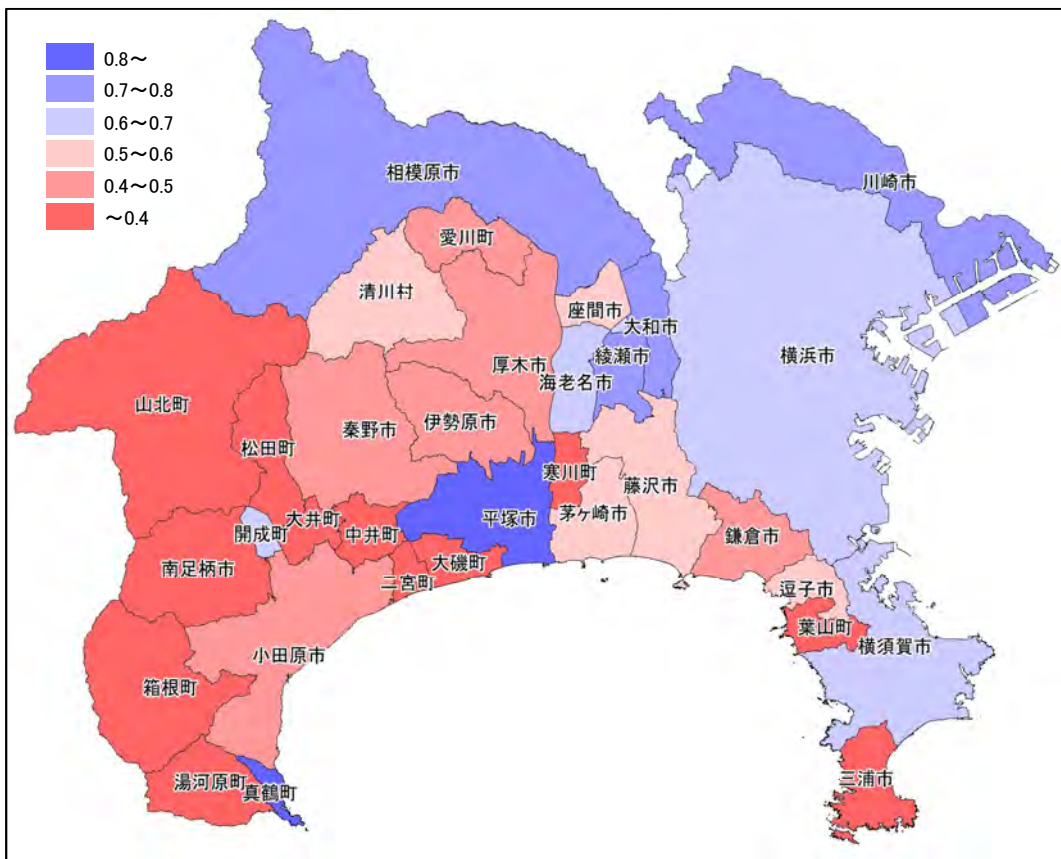 0.8～
0.7～0.8
0.6～0.7
0.5～0.6
0.4～0.5
～0.4
相模原市
川崎市
愛川町
清川村
座間市
大和市
横浜市
綾瀬市
厚木市
海老名市
山北町
伊勢原市
秦野市
松田町
寒川町
藤沢市
大井町
平塚市
茅ヶ崎市
開成町
中井町
鎌倉市
大磯町
南足柄市
二宮町
逗子市
葉山町
横須賀市
小田原市
箱根町
湯河原町
三浦市
真鶴町